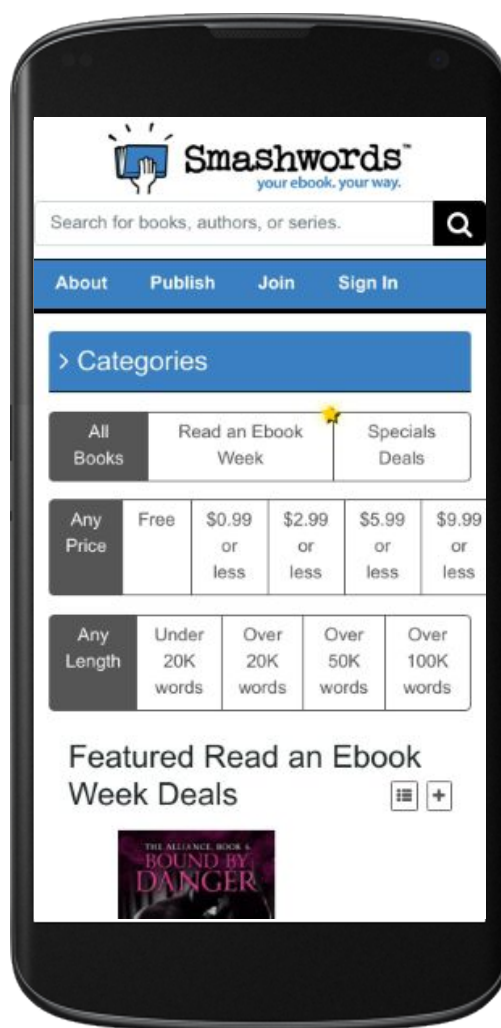 Smashwords™
your ebook. your way.
Search for books, authors, or series.
About Publish Join Sign In
> Categories
All Books
Read an Ebook Week
Specials Deals
Any Price
Free
$0.99 or less
$2.99 or less
$5.99 or less
$9.99 or less
Any Length
Under 20K words
Over 20K words
Over 50K words
Over 100K words
Featured Read an Ebook
Week Deals
THE ALLIANCE, BOOK 6
BOUND BY
DANGER